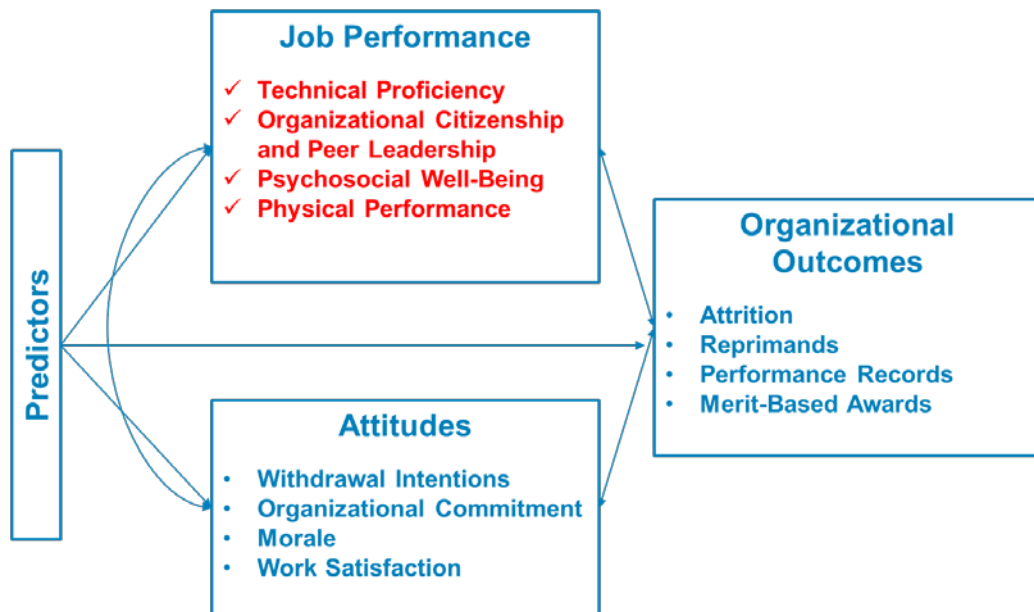 Predictors
Job Performance
✓ Technical Proficiency
✓ Organizational Citizenship
and Peer Leadership
✓ Psychosocial Well-Being
✓ Physical Performance
Attitudes
• Withdrawal Intentions
• Organizational Commitment
• Morale
• Work Satisfaction
Organizational
Outcomes
• Attrition
• Reprimands
• Performance Records
• Merit-Based Awards